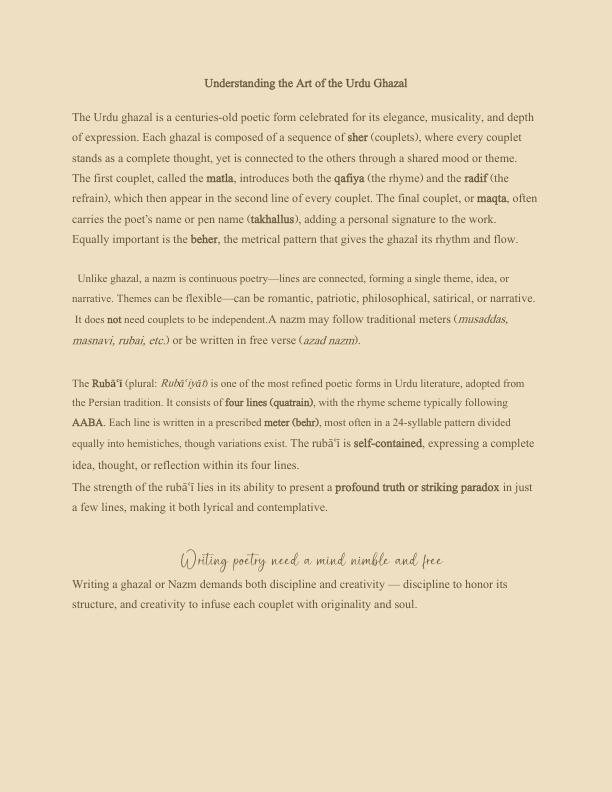 Understanding the Art of the Urdu Ghazal
The Urdu ghazal is a centuries-old poetic form celebrated for its elegance, musicality, and depth
of expression. Each ghazal is composed of a sequence of sher (couplets), where every couplet
stands as a complete thought, yet is connected to the others through a shared mood or theme.
The first couplet, called the matla, introduces both the qafiya (the rhyme) and the radif (the
refrain), which then appear in the second line of every couplet. The final couplet, or maqta, often
carries the poet's name or pen name (takhallus), adding a personal signature to the work.
Equally important is the beher, the metrical pattern that gives the ghazal its rhythm and flow.
Unlike ghazal, a nazm is continuous poetry—lines are connected, forming a single theme, idea, or
narrative. Themes can be flexible—can be romantic, patriotic, philosophical, satirical, or narrative.
It does not need couplets to be independent.A nazm may follow traditional meters (musaddas,
masnavi, rubai, etc.) or be written in free verse (azad nazm).
The Rubāʿī (plural: Rubāʿiyāt) is one of the most refined poetic forms in Urdu literature, adopted from
the Persian tradition. It consists of four lines (quatrain), with the rhyme scheme typically following
AABA. Each line is written in a prescribed meter (behr), most often in a 24-syllable pattern divided
equally into hemistiches, though variations exist. The rubāʿī is self-contained, expressing a complete
idea, thought, or reflection within its four lines.
The strength of the rubāʿī lies in its ability to present a profound truth or striking paradox in just
a few lines, making it both lyrical and contemplative.
Writing poetry need a mind nimble and free
Writing a ghazal or Nazm demands both discipline and creativity — discipline to honor its
structure, and creativity to infuse each couplet with originality and soul.